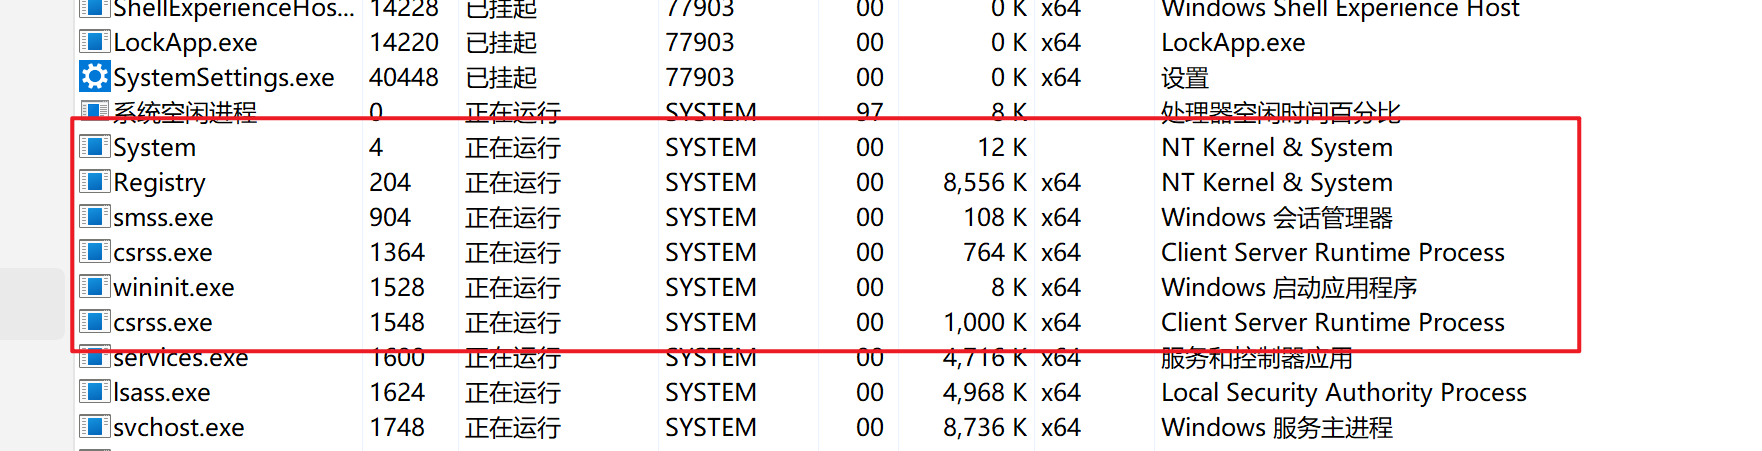 ShellExperienceHos... 14228 已挂起 77903 00 0 K x64 Windows Shell Experience Host
LockApp.exe 14220 已挂起 77903 00 0 K x64 LockApp.exe
SystemSettings.exe 40448 已挂起 77903 00 0 K x64 设置
系统空闲进程 0 正在运行 SYSTEM 97 8 K 处理器空闲时间百分比
System 4 正在运行 SYSTEM 00 12 K NT Kernel & System
Registry 204 正在运行 SYSTEM 00 8,556 K x64 NT Kernel & System
smss.exe 904 正在运行 SYSTEM 00 108 K x64 Windows 会话管理器
csrss.exe 1364 正在运行 SYSTEM 00 764 K x64 Client Server Runtime Process
wininit.exe 1528 正在运行 SYSTEM 00 8 K x64 Windows 启动应用程序
csrss.exe 1548 正在运行 SYSTEM 00 1,000 K x64 Client Server Runtime Process
services.exe 1600 正在运行 SYSTEM 00 4,716 K x64 服务和控制器应用
lsass.exe 1624 正在运行 SYSTEM 00 4,968 K x64 Local Security Authority Process
svchost.exe 1748 正在运行 SYSTEM 00 8,736 K x64 Windows 服务主进程